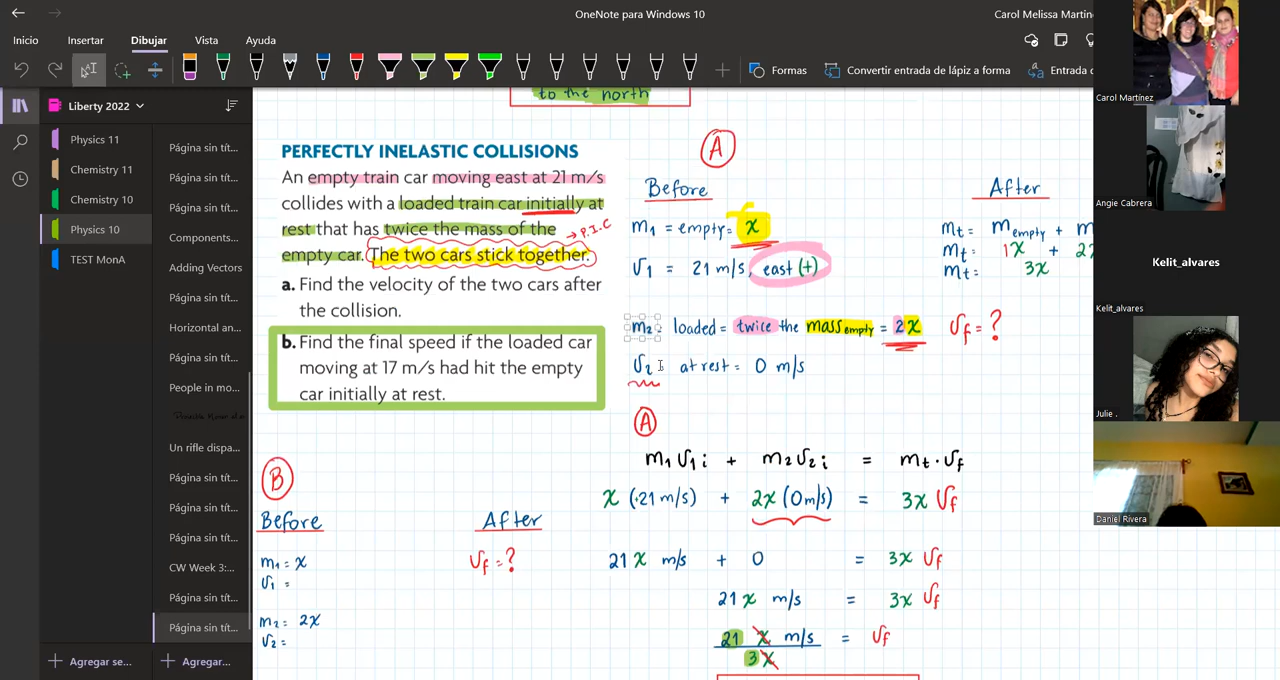 OneNote para Windows 10
Carol Melissa Martin
Inicio
Insertar
Dibujar
Vista
Ayuda
Formas
Convertir entrada de lápiz a forma
Entrada d
Liberty 2022
Physics 11
Chemistry 11
Chemistry 10
Physics 10
TEST MonA
Agregar se...
Página sin tít...
Página sin tít...
Página sin tít...
Components...
Adding Vectors
Página sin tít...
Horizontal an...
Página sin tít...
People in mo...
Un rifle dispa...
Página sin tít...
Página sin tít...
Página sin tít...
CW Week 3:...
Página sin tít...
Página sin tít...
Agregar...
to the north
PERFECTLY INELASTIC COLLISIONS
An empty train car moving east at 21 m/s
collides with a loaded train car initially at
rest that has twice the mass of the
→ P.I.C
empty car. The two cars stick together.
a. Find the velocity of the two cars after
the collision.
b. Find the final speed if the loaded car
moving at 17 m/s had hit the empty
car initially at rest.
A
Before
m1 = empty = x
v1 = 21 m/s, east (+)
m2 = loaded = twice the mass empty = 2x
v2 at rest = 0 m/s
After
mt: m empty + m
mt: 1x + 2
mt: 3x
vf = ?
A
m1 v1i + m2 v2i = mt · vf
x (+21 m/s) + 2x (0 m/s) = 3x vf
21 x m/s + 0 = 3x vf
21 x m/s = 3x vf
21 x m/s = vf
3x
B
Before
m1 = x
v1 =
m2 = 2x
v2 =
After
vf = ?
Carol Martínez
Angie Cabrera
Kelit_alvares
Kelit_alvares
Julie .
Daniel Rivera